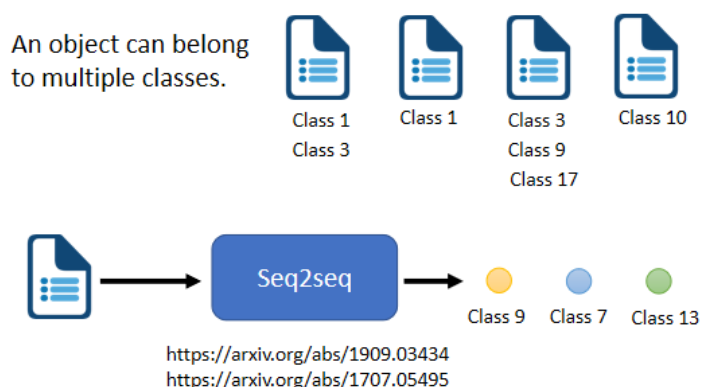 An object can belong
to multiple classes.
Class 1
Class 3
Class 1
Class 3
Class 9
Class 17
Class 10
Seq2seq
Class 9
Class 7
Class 13
https://arxiv.org/abs/1909.03434
https://arxiv.org/abs/1707.05495